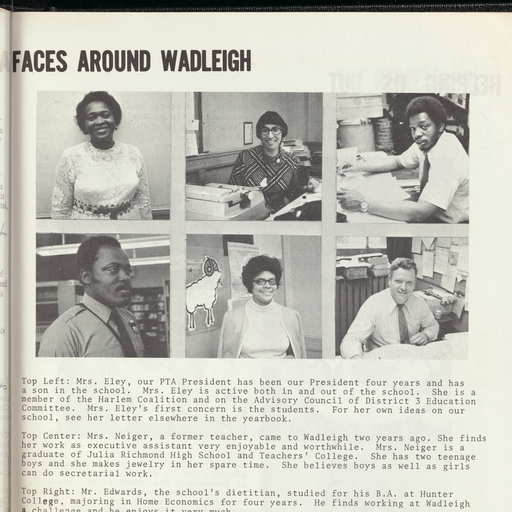 FACES AROUND WADLEIGH
Top Left: Mrs. Eley, our PTA President has been our President four years and has
a son in the school. Mrs. Eley is active both in and out of the school. She is a
member of the Harlem Coalition and on the Advisory Council of District 3 Education
Committee. Mrs. Eley's first concern is the students. For her own ideas on our
school, see her letter elsewhere in the yearbook.
Top Center: Mrs. Neiger, a former teacher, came to Wadleigh two years ago. She finds
her work as executive assistant very enjoyable and worthwhile. Mrs. Neiger is a
graduate of Julia Richmond High School and Teachers' College. She has two teenage
boys and she makes jewelry in her spare time. She believes boys as well as girls
can do secretarial work.
Top Right: Mr. Edwards, the school's dietitian, studied for his B.A. at Hunter
College, majoring in Home Economics for four years. He finds working at Wadleigh
a challenge and he enjoys it very much.